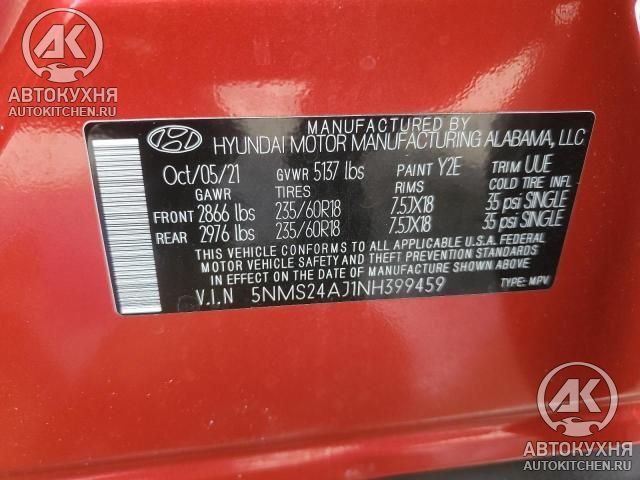 AK
АВТОКУХНЯ
AUTOKITCHEN.RU
MANUFACTURED BY
HYUNDAI MOTOR MANUFACTURING ALABAMA, LLC
Oct/05/21 GVWR 5137 lbs PAINT Y2E TRIM UUE
GAWR TIRES RIMS COLD TIRE INFL
FRONT 2866 lbs 235/60R18 7.5JX18 35 psi SINGLE
REAR 2976 lbs 235/60R18 7.5JX18 35 psi SINGLE
THIS VEHICLE CONFORMS TO ALL APPLICABLE U.S.A. FEDERAL
MOTOR VEHICLE SAFETY AND THEFT PREVENTION STANDARDS
IN EFFECT ON THE DATE OF MANUFACTURE SHOWN ABOVE.
V.I.N 5NMS24AJ1NH399459 TYPE: MPV
AK
АВТОКУХНЯ
AUTOKITCHEN.RU